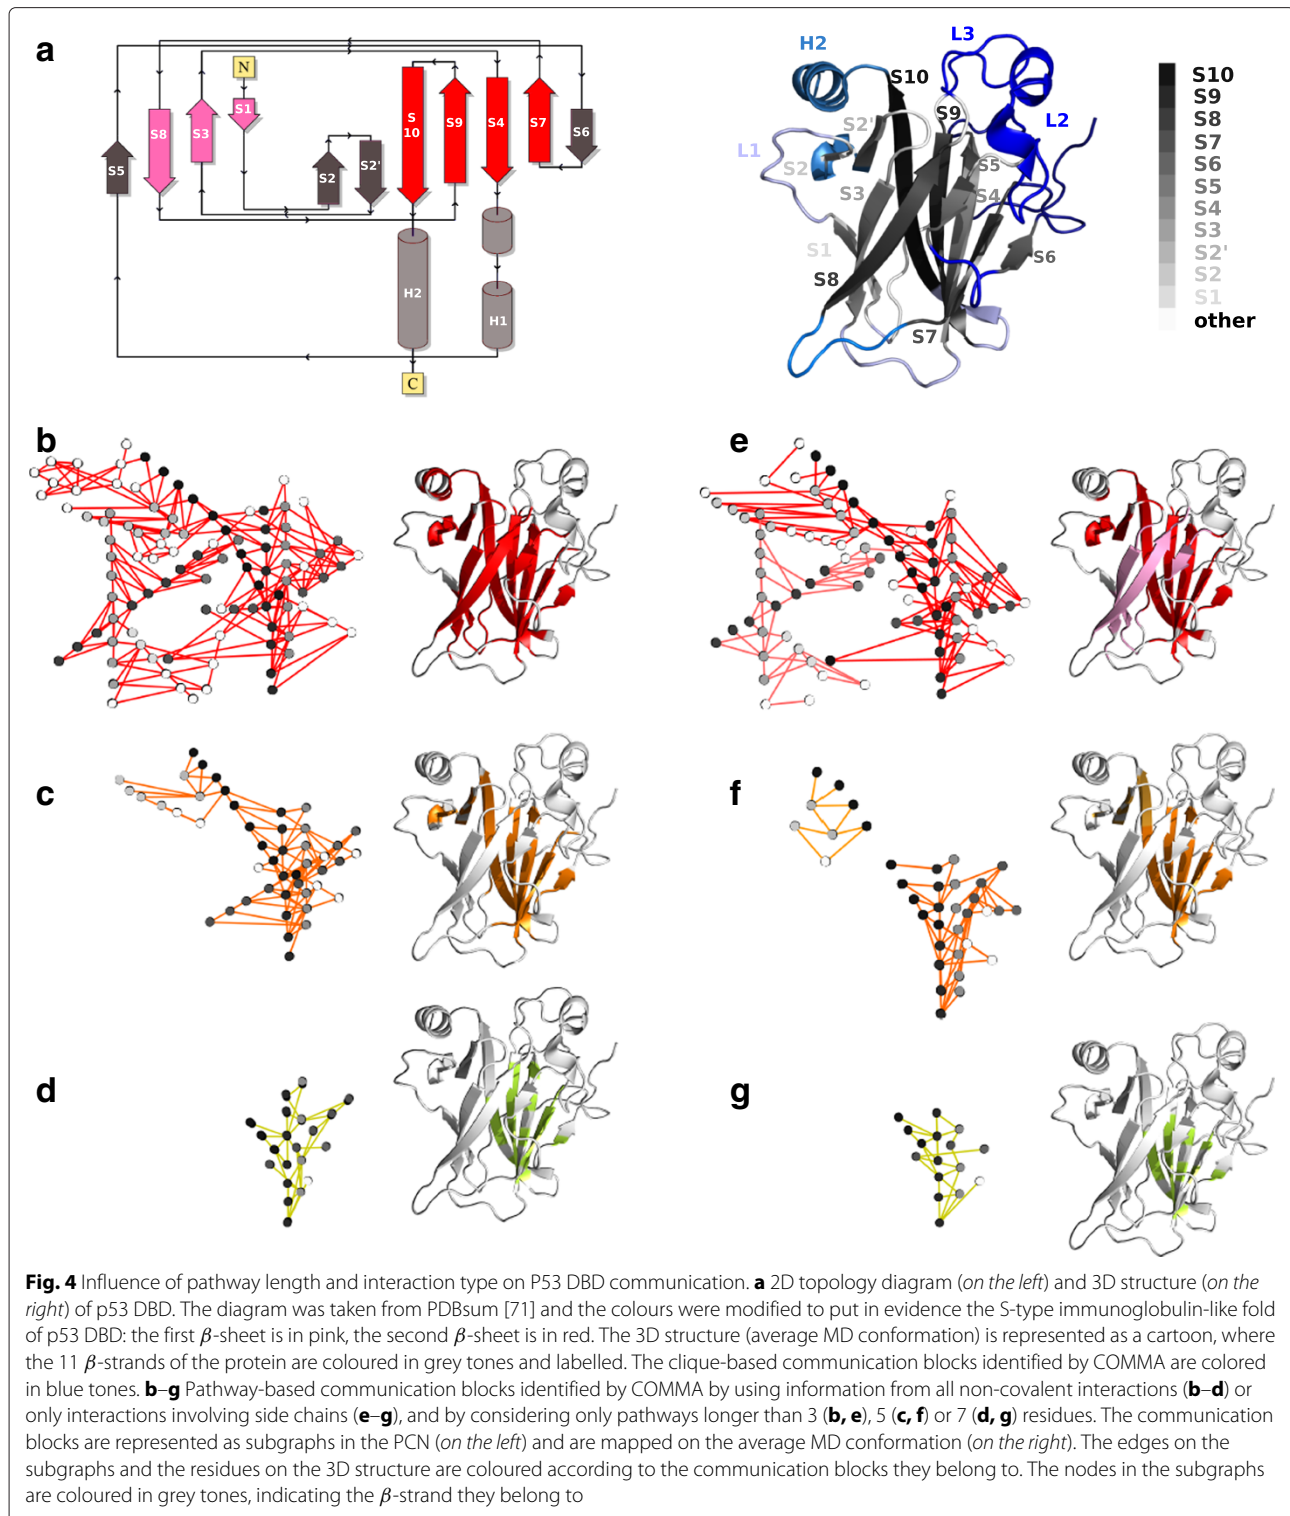 a
N
S1
S8
S3
S5
S2
S2'
S
10
S9
S4
S7
S6
H2
H1
C
H2
L3
S10
S9
L2
S2'
L1
S2
S5
S3
S4
S1
S6
S8
S7
S10
S9
S8
S7
S6
S5
S4
S3
S2'
S2
S1
other
b
e
c
f
d
g
Fig. 4 Influence of pathway length and interaction type on P53 DBD communication. a 2D topology diagram (on the left) and 3D structure (on the
right) of p53 DBD. The diagram was taken from PDBsum [71] and the colours were modified to put in evidence the S-type immunoglobulin-like fold
of p53 DBD: the first β-sheet is in pink, the second β-sheet is in red. The 3D structure (average MD conformation) is represented as a cartoon, where
the 11 β-strands of the protein are coloured in grey tones and labelled. The clique-based communication blocks identified by COMMA are colored
in blue tones. b–g Pathway-based communication blocks identified by COMMA by using information from all non-covalent interactions (b–d) or
only interactions involving side chains (e–g), and by considering only pathways longer than 3 (b, e), 5 (c, f) or 7 (d, g) residues. The communication
blocks are represented as subgraphs in the PCN (on the left) and are mapped on the average MD conformation (on the right). The edges on the
subgraphs and the residues on the 3D structure are coloured according to the communication blocks they belong to. The nodes in the subgraphs
are coloured in grey tones, indicating the β-strand they belong to